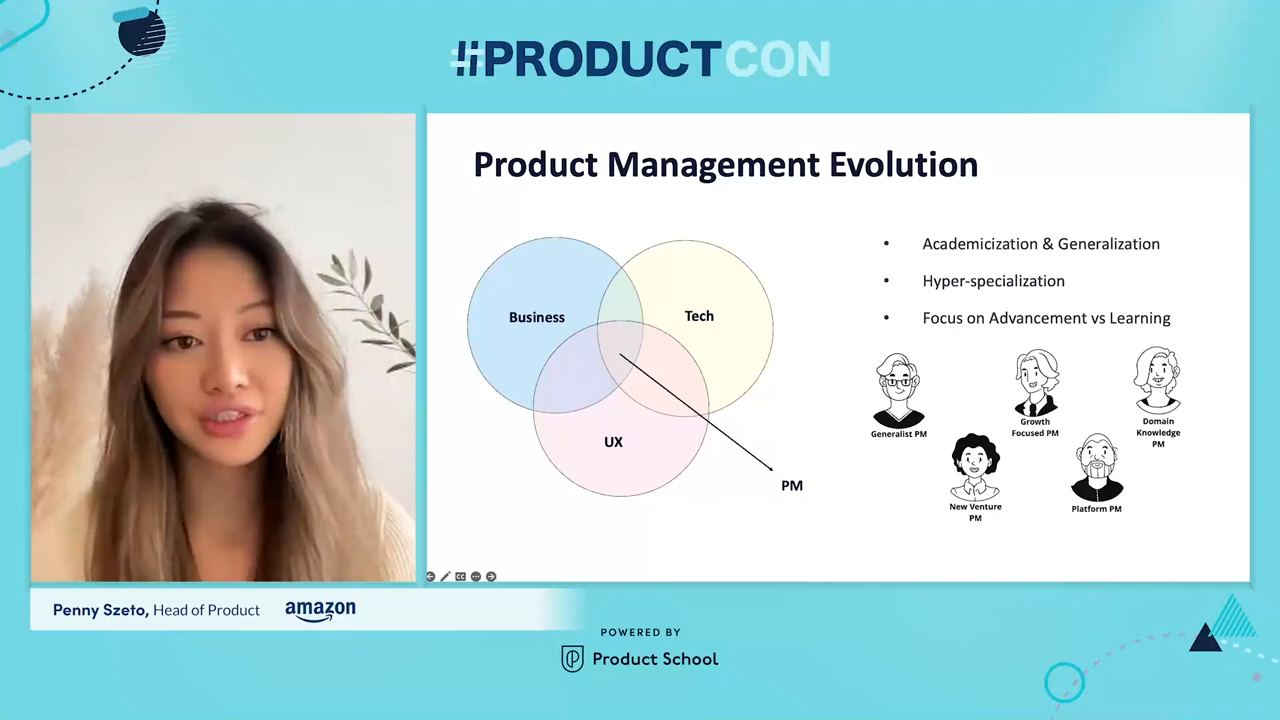 #PRODUCTCON
Product Management Evolution
Business
Tech
UX
PM
• Academicization & Generalization
• Hyper-specialization
• Focus on Advancement vs Learning
Generalist PM
Growth
Focused PM
Domain
Knowledge
PM
New Venture
PM
Platform PM
Penny Szeto, Head of Product
amazon
POWERED BY
Product School